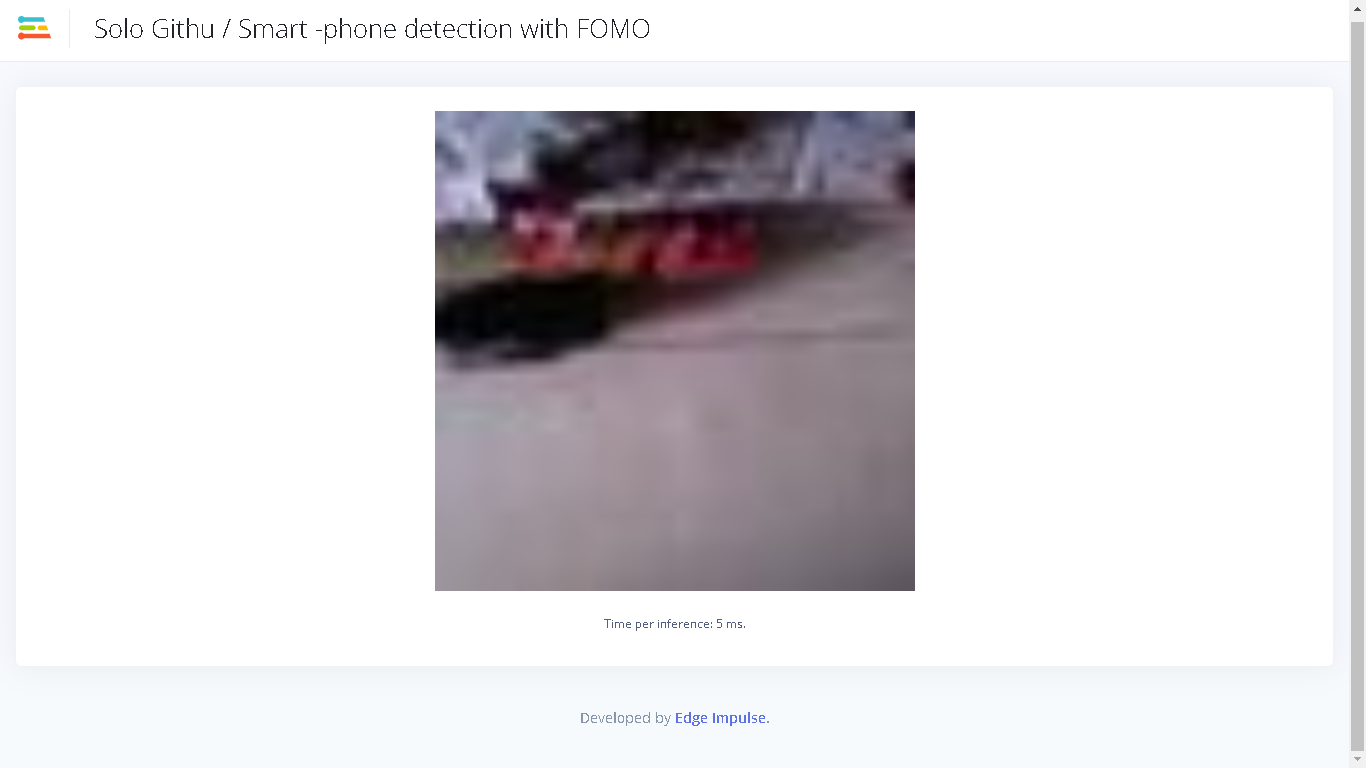 Solo Githu / Smart -phone detection with FOMO
Time per inference: 5 ms.
Developed by Edge Impulse.